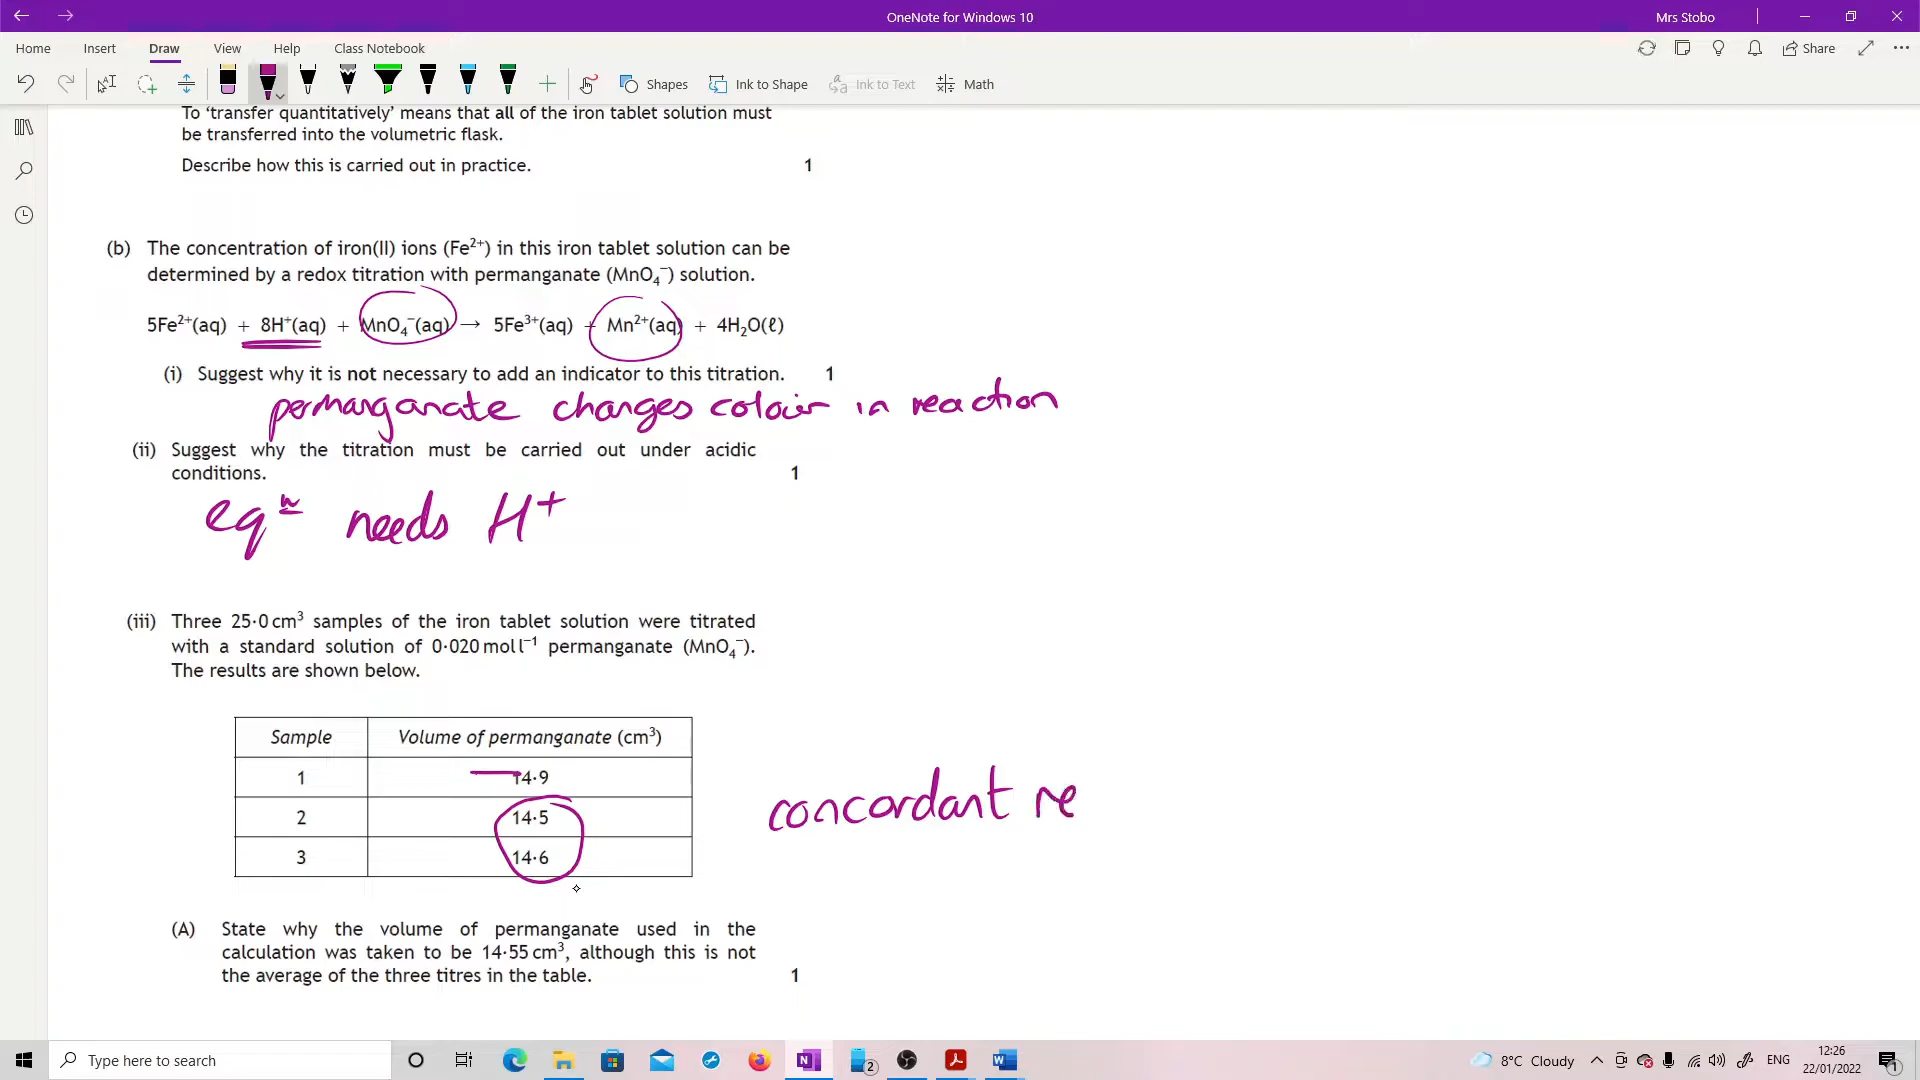 OneNote for Windows 10
Mrs Stobo
Home Insert Draw View Help Class Notebook
Share
Shapes Ink to Shape Ink to Text Math
To ‘transfer quantitatively’ means that all of the iron tablet solution must
be transferred into the volumetric flask.
Describe how this is carried out in practice. 1
(b) The concentration of iron(II) ions (Fe²⁺) in this iron tablet solution can be
determined by a redox titration with permanganate (MnO₄⁻) solution.
5Fe²⁺(aq) + 8H⁺(aq) + MnO₄⁻(aq) → 5Fe³⁺(aq) + Mn²⁺(aq) + 4H₂O(ℓ)
(i) Suggest why it is not necessary to add an indicator to this titration. 1
permanganate changes colour in reaction
(ii) Suggest why the titration must be carried out under acidic
conditions. 1
eqⁿ needs H⁺
(iii) Three 25·0 cm³ samples of the iron tablet solution were titrated
with a standard solution of 0·020 mol l⁻¹ permanganate (MnO₄⁻).
The results are shown below.
Sample Volume of permanganate (cm³)
1 14·9
2 14·5
3 14·6
concordant re
(A) State why the volume of permanganate used in the
calculation was taken to be 14·55 cm³, although this is not
the average of the three titres in the table. 1
Type here to search
2
8°C Cloudy
ENG
12:26
22/01/2022
1